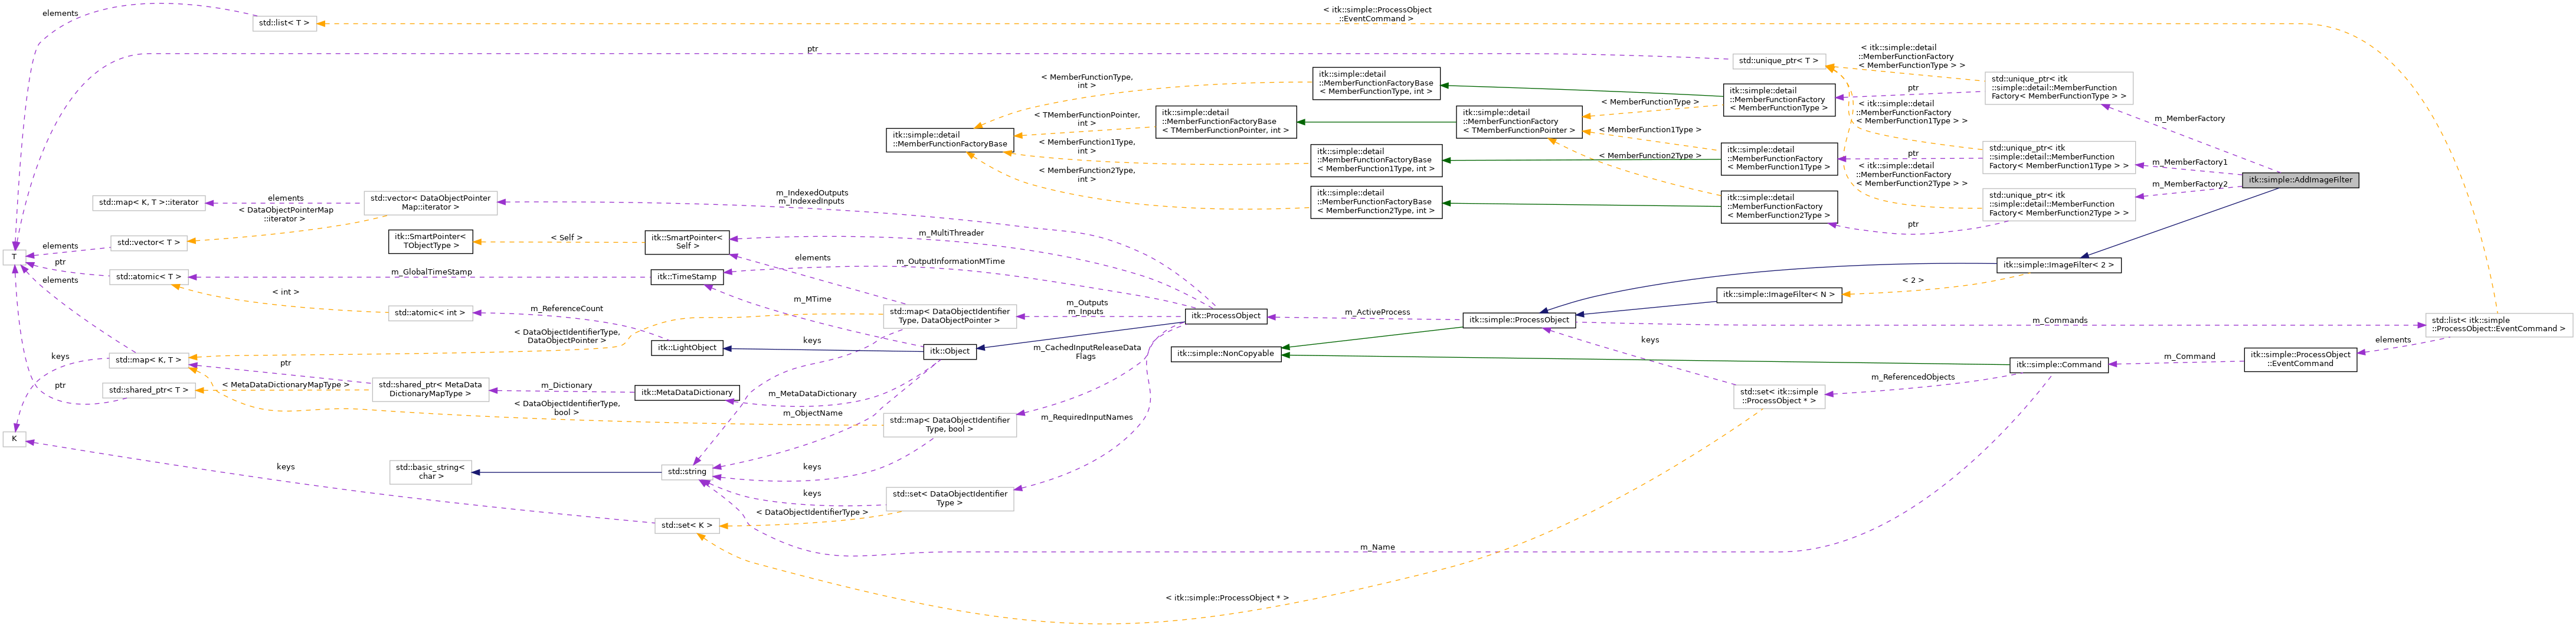 elements
std::list< T >
< itk::simple::ProcessObject
::EventCommand >
ptr
std::unique_ptr< T >
< itk::simple::detail
::MemberFunctionFactory
< MemberFunctionType > >
std::unique_ptr< itk
::simple::detail::MemberFunction
Factory< MemberFunctionType > >
< MemberFunctionType,
int >
itk::simple::detail
::MemberFunctionFactoryBase
< MemberFunctionType, int >
itk::simple::detail
::MemberFunctionFactory
< MemberFunctionType >
ptr
< MemberFunctionType >
< itk::simple::detail
::MemberFunctionFactory
< MemberFunction1Type > >
m_MemberFactory
itk::simple::detail
::MemberFunctionFactoryBase
< TMemberFunctionPointer,
int >
itk::simple::detail
::MemberFunctionFactoryBase
< TMemberFunctionPointer, int >
itk::simple::detail
::MemberFunctionFactory
< TMemberFunctionPointer >
< MemberFunction1Type >
< MemberFunction1Type,
int >
itk::simple::detail
::MemberFunctionFactoryBase
< MemberFunction1Type, int >
< MemberFunction2Type >
itk::simple::detail
::MemberFunctionFactory
< MemberFunction1Type >
ptr
std::unique_ptr< itk
::simple::detail::MemberFunction
Factory< MemberFunction1Type > >
m_MemberFactory1
< itk::simple::detail
::MemberFunctionFactory
< MemberFunction2Type > >
m_MemberFactory2
itk::simple::AddImageFilter
< MemberFunction2Type,
int >
itk::simple::detail
::MemberFunctionFactoryBase
< MemberFunction2Type, int >
itk::simple::detail
::MemberFunctionFactory
< MemberFunction2Type >
ptr
std::unique_ptr< itk
::simple::detail::MemberFunction
Factory< MemberFunction2Type > >
std::map< K, T >::iterator
elements
std::vector< DataObjectPointer
Map::iterator >
m_IndexedOutputs
m_IndexedInputs
< DataObjectPointerMap
::iterator >
std::vector< T >
elements
T
itk::SmartPointer<
TObjectType >
< Self >
itk::SmartPointer<
Self >
m_MultiThreader
elements
m_OutputInformationMTime
ptr
std::atomic< T >
m_GlobalTimeStamp
itk::TimeStamp
itk::simple::ImageFilter< 2 >
elements
< int >
m_MTime
< 2 >
itk::simple::ImageFilter< N >
std::atomic< int >
m_ReferenceCount
std::map< DataObjectIdentifier
Type, DataObjectPointer >
m_Outputs
m_Inputs
itk::ProcessObject
m_ActiveProcess
itk::simple::ProcessObject
m_Commands
std::list< itk::simple
::ProcessObject::EventCommand >
< DataObjectIdentifierType,
DataObjectPointer >
itk::LightObject
keys
itk::Object
m_CachedInputReleaseData
Flags
itk::simple::NonCopyable
keys
elements
std::map< K, T >
keys
ptr
itk::simple::Command
m_Command
itk::simple::ProcessObject
::EventCommand
ptr
std::shared_ptr< T >
< MetaDataDictionaryMapType >
std::shared_ptr< MetaData
DictionaryMapType >
m_Dictionary
itk::MetaDataDictionary
m_MetaDataDictionary
std::set< itk::simple
::ProcessObject * >
m_ReferencedObjects
< DataObjectIdentifierType,
bool >
m_ObjectName
std::map< DataObjectIdentifier
Type, bool >
m_RequiredInputNames
K
keys
std::basic_string<
char >
std::string
keys
keys
std::set< DataObjectIdentifier
Type >
< DataObjectIdentifierType >
std::set< K >
m_Name
< itk::simple::ProcessObject * >